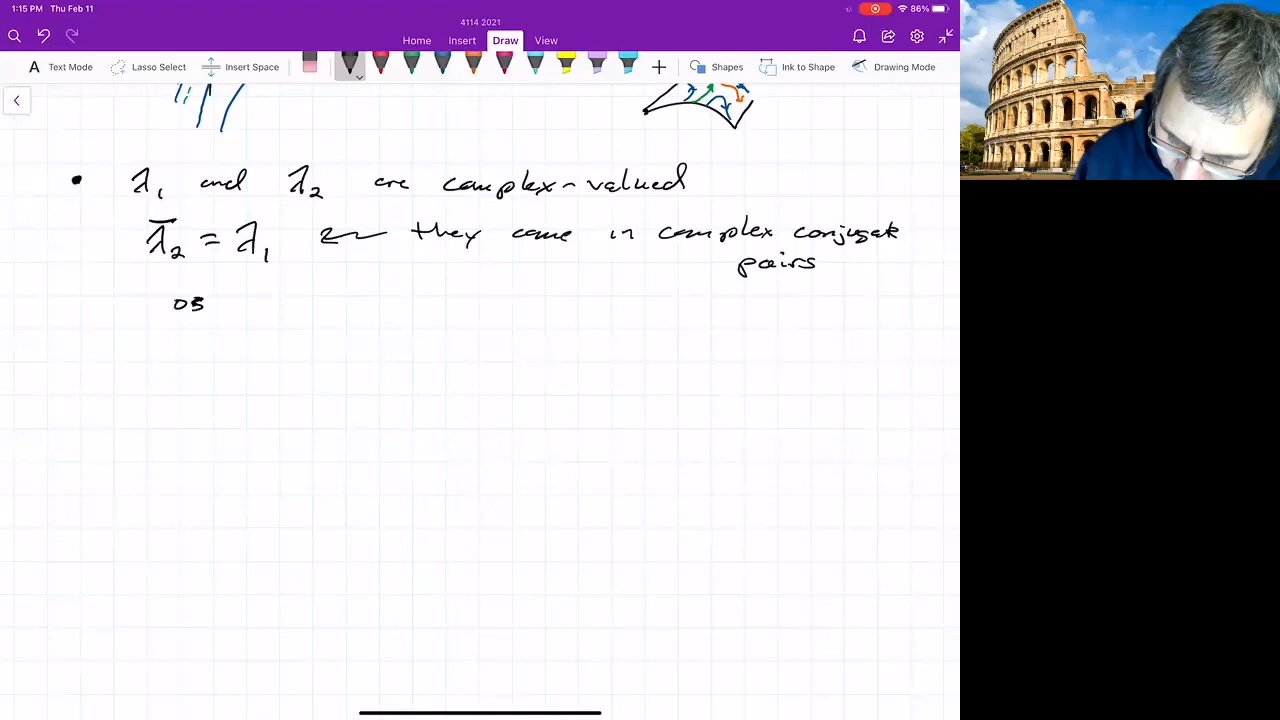 1:15 PM Thu Feb 11
86%
4114 2021
Home Insert Draw View
Text Mode Lasso Select Insert Space Shapes Ink to Shape Drawing Mode
• λ₁ and λ₂ are complex-valued
λ̄₂ = λ₁ ← they come in complex conjugate
pairs